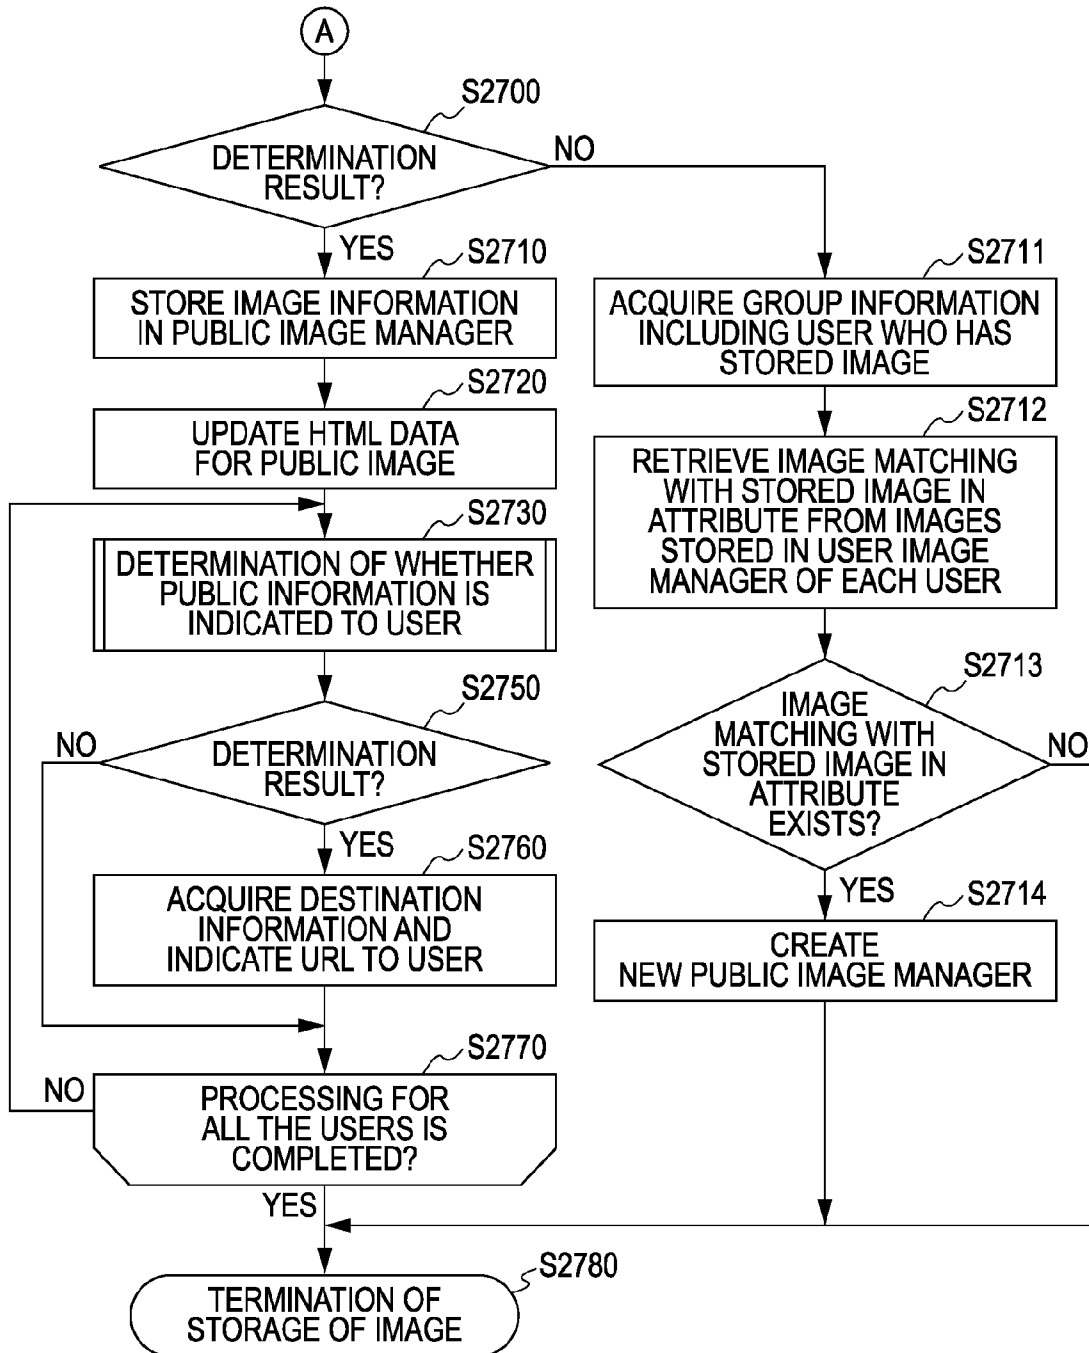 A
S2700
DETERMINATION
RESULT?
NO
YES
S2710
STORE IMAGE INFORMATION
IN PUBLIC IMAGE MANAGER
S2720
UPDATE HTML DATA
FOR PUBLIC IMAGE
S2730
DETERMINATION OF WHETHER
PUBLIC INFORMATION IS
INDICATED TO USER
S2750
NO
DETERMINATION
RESULT?
YES
S2760
ACQUIRE DESTINATION
INFORMATION AND
INDICATE URL TO USER
S2770
NO
PROCESSING FOR
ALL THE USERS IS
COMPLETED?
YES
S2711
ACQUIRE GROUP INFORMATION
INCLUDING USER WHO HAS
STORED IMAGE
S2712
RETRIEVE IMAGE MATCHING
WITH STORED IMAGE IN
ATTRIBUTE FROM IMAGES
STORED IN USER IMAGE
MANAGER OF EACH USER
S2713
IMAGE
MATCHING WITH
STORED IMAGE IN
ATTRIBUTE
EXISTS?
NO
YES
S2714
CREATE
NEW PUBLIC IMAGE MANAGER
S2780
TERMINATION OF
STORAGE OF IMAGE